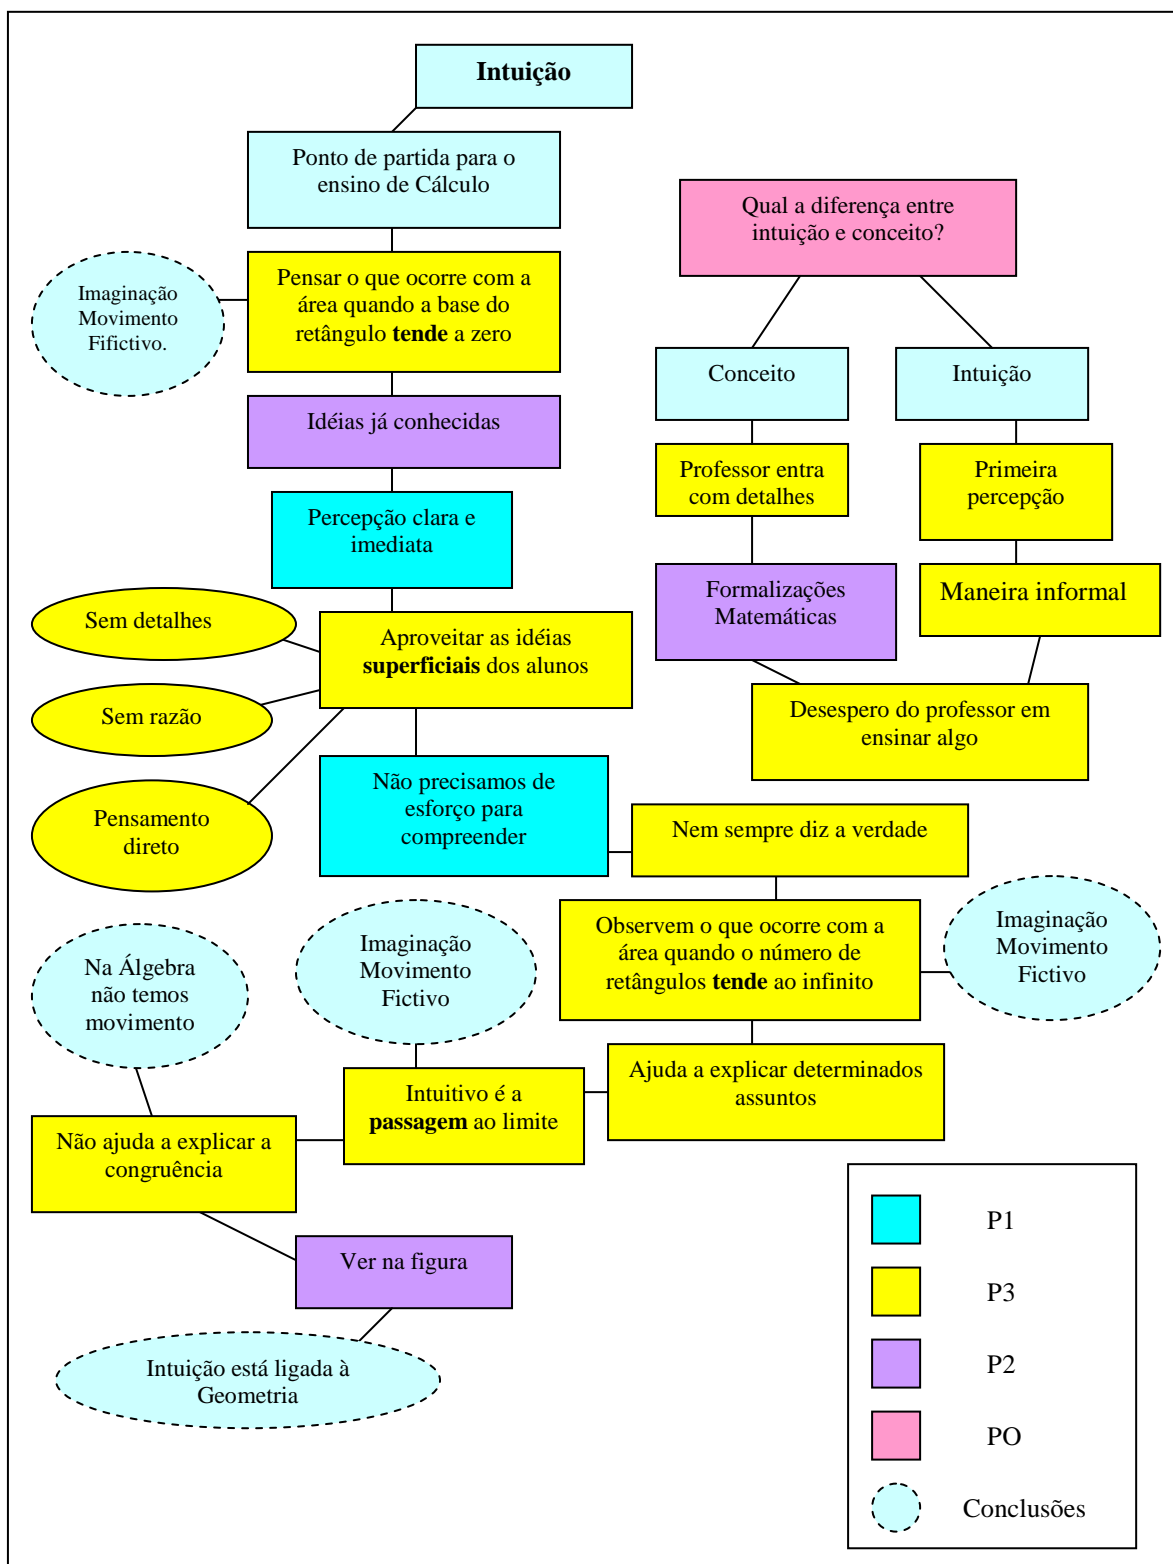 Intuição
Ponto de partida para o
ensino de Cálculo
Qual a diferença entre
intuição e conceito?
Imaginação
Movimento
Fifictivo.
Pensar o que ocorre com a
área quando a base do
retângulo tende a zero
Conceito
Intuição
Idéias já conhecidas
Professor entra
com detalhes
Primeira
percepção
Percepção clara e
imediata
Formalizações
Matemáticas
Maneira informal
Sem detalhes
Aproveitar as idéias
superficiais dos alunos
Sem razão
Desespero do professor em
ensinar algo
Pensamento
direto
Não precisamos de
esforço para
compreender
Nem sempre diz a verdade
Na Álgebra
não temos
movimento
Imaginação
Movimento
Fictivo
Observem o que ocorre com a
área quando o número de
retângulos tende ao infinito
Imaginação
Movimento
Fictivo
Não ajuda a explicar a
congruência
Intuitivo é a
passagem ao limite
Ajuda a explicar determinados
assuntos
Ver na figura
Intuição está ligada à
Geometria
P1
P3
P2
PO
Conclusões